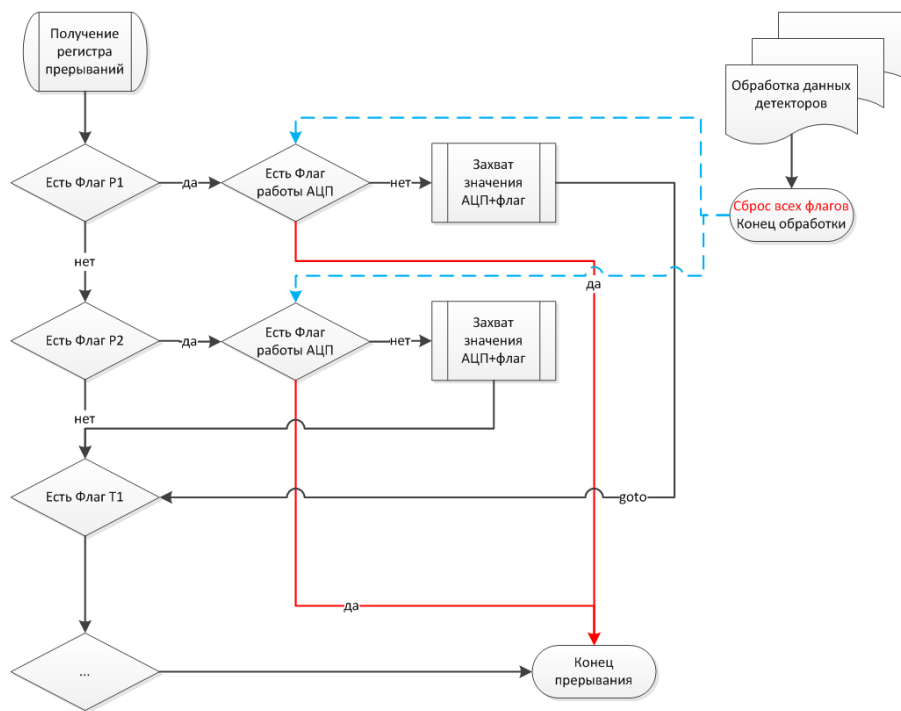 Получение
регистра
прерываний
Обработка данных
детекторов
Есть Флаг P1
да
Есть Флаг
работы АЦП
нет
Захват
значения
АЦП+флаг
Сброс всех флагов
Конец обработки
нет
да
Есть Флаг P2
да
Есть Флаг
работы АЦП
нет
Захват
значения
АЦП+флаг
нет
Есть Флаг T1
goto
да
...
Конец
прерывания